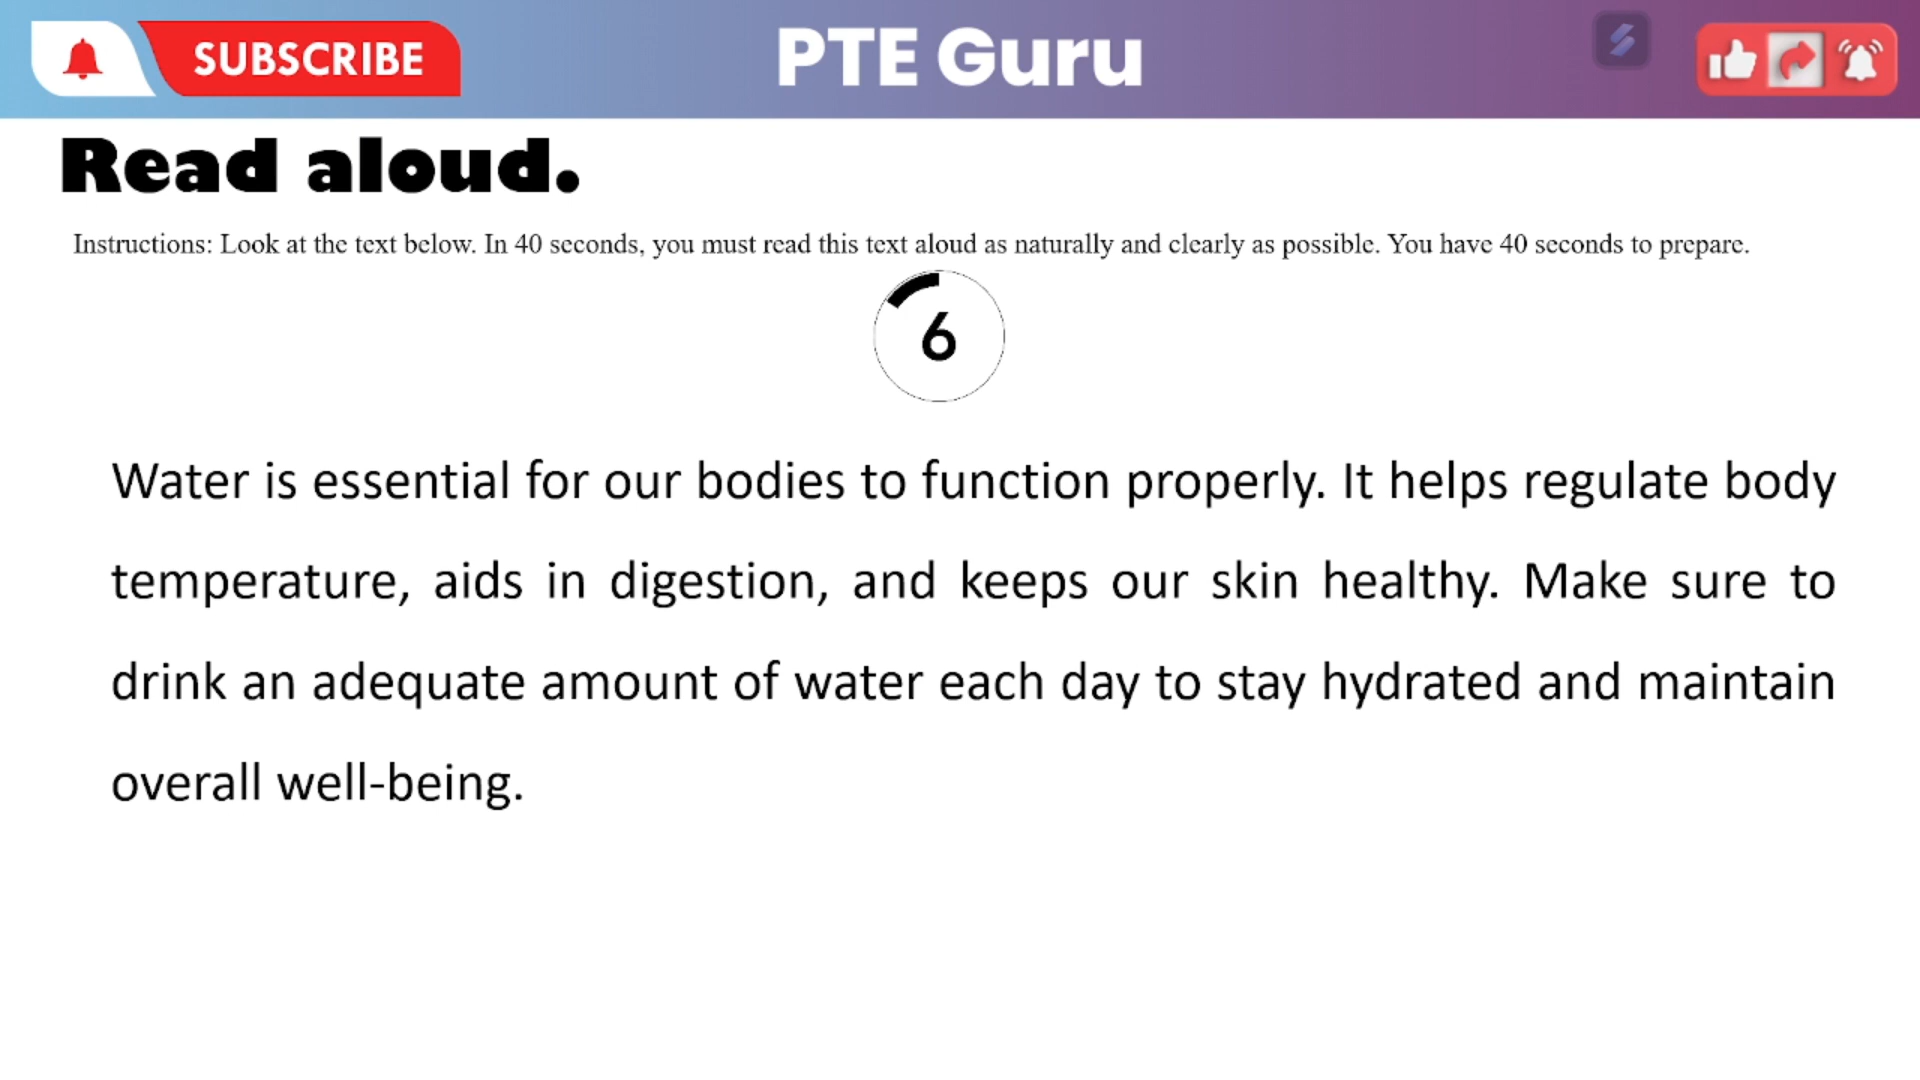 SUBSCRIBE
PTE Guru
Read aloud.
Instructions: Look at the text below. In 40 seconds, you must read this text aloud as naturally and clearly as possible. You have 40 seconds to prepare.
6
Water is essential for our bodies to function properly. It helps regulate body
temperature, aids in digestion, and keeps our skin healthy. Make sure to
drink an adequate amount of water each day to stay hydrated and maintain
overall well-being.